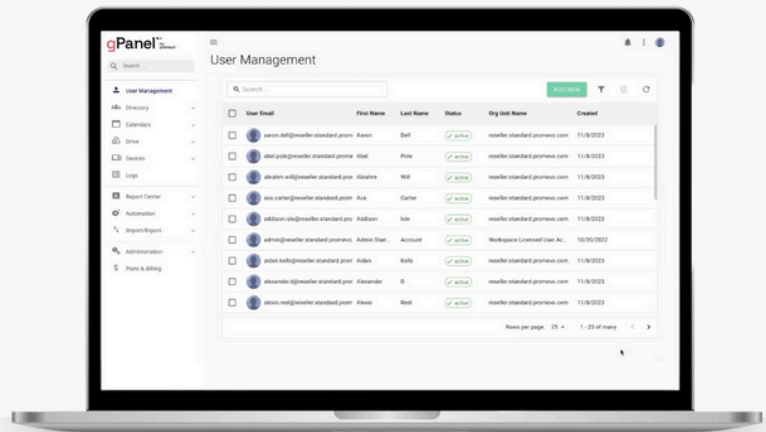 gPanel
Search ...
User Management
Directory
Calendars
Drive
Devices
Logs
Report Center
Automation
Import/Export
Administration
Plans & Billing
User Management
Search...
ADD NEW
User Email First Name Last Name Status Org Unit Name Created
aaron.dell@reseller.standard.prom Aaron Dell active reseller.standard.promevo.com 11/8/2023
abel.pole@reseller.standard.promevo Abel Pole active reseller.standard.promevo.com 11/8/2023
abrahm.will@reseller.standard.pro Abrahm Will active reseller.standard.promevo.com 11/8/2023
ace.carter@reseller.standard.prom Ace Carter active reseller.standard.promevo.com 11/8/2023
addison.isle@reseller.standard.pro Addison Isle active reseller.standard.promevo.com 11/8/2023
admin@reseller.standard.promevo. Admin Account active Workspace Licensed User Ac... 10/20/2022
aiden.kells@reseller.standard.prom Aiden Kells active reseller.standard.promevo.com 11/8/2023
alexander.d@reseller.standard.pro Alexander D active reseller.standard.promevo.com 11/8/2023
alexis.reel@reseller.standard.prom Alexis Reel active reseller.standard.promevo.com 11/8/2023
Rows per page: 25 1 - 25 of many